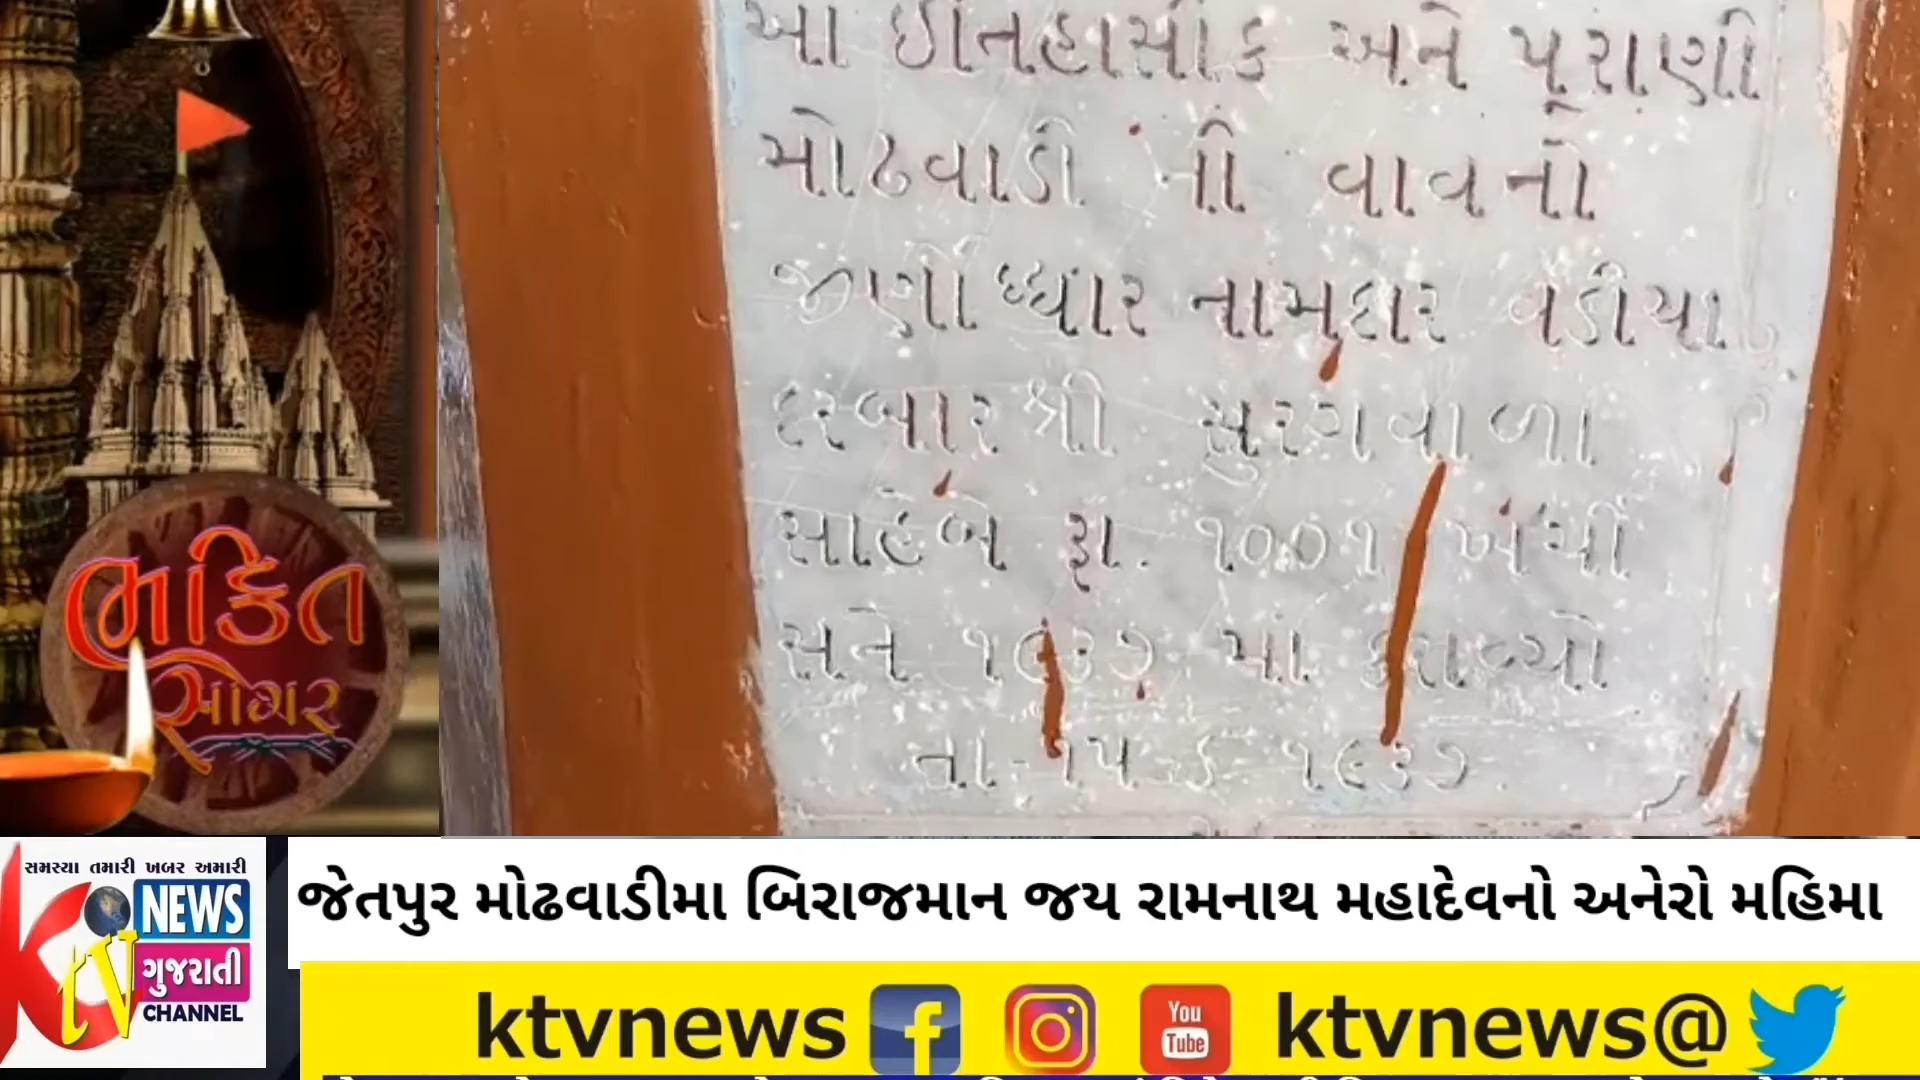 આ ઈતિહાસીક અને પૂરાણી
મોઢવાડી ની વાવનો
જીર્ણોધ્ધાર નામદાર વડીયા
દરબાર શ્રી સુરગવાળા
સાહેબે રૂા. ૧૦૦૧ ખર્ચી
સને ૧૯૩૭ માં કરાવ્યો
તા-૧૫-૬-૧૯૩૭
ભકિત
સાગર
સમસ્યા તમારી ખબર અમારી
K
NEWS
tv
ગુજરાતી
CHANNEL
જેતપુર મોઢવાડીમા બિરાજમાન જય રામનાથ મહાદેવનો અનેરો મહિમા
ktvnews
You
Tube
ktvnews@